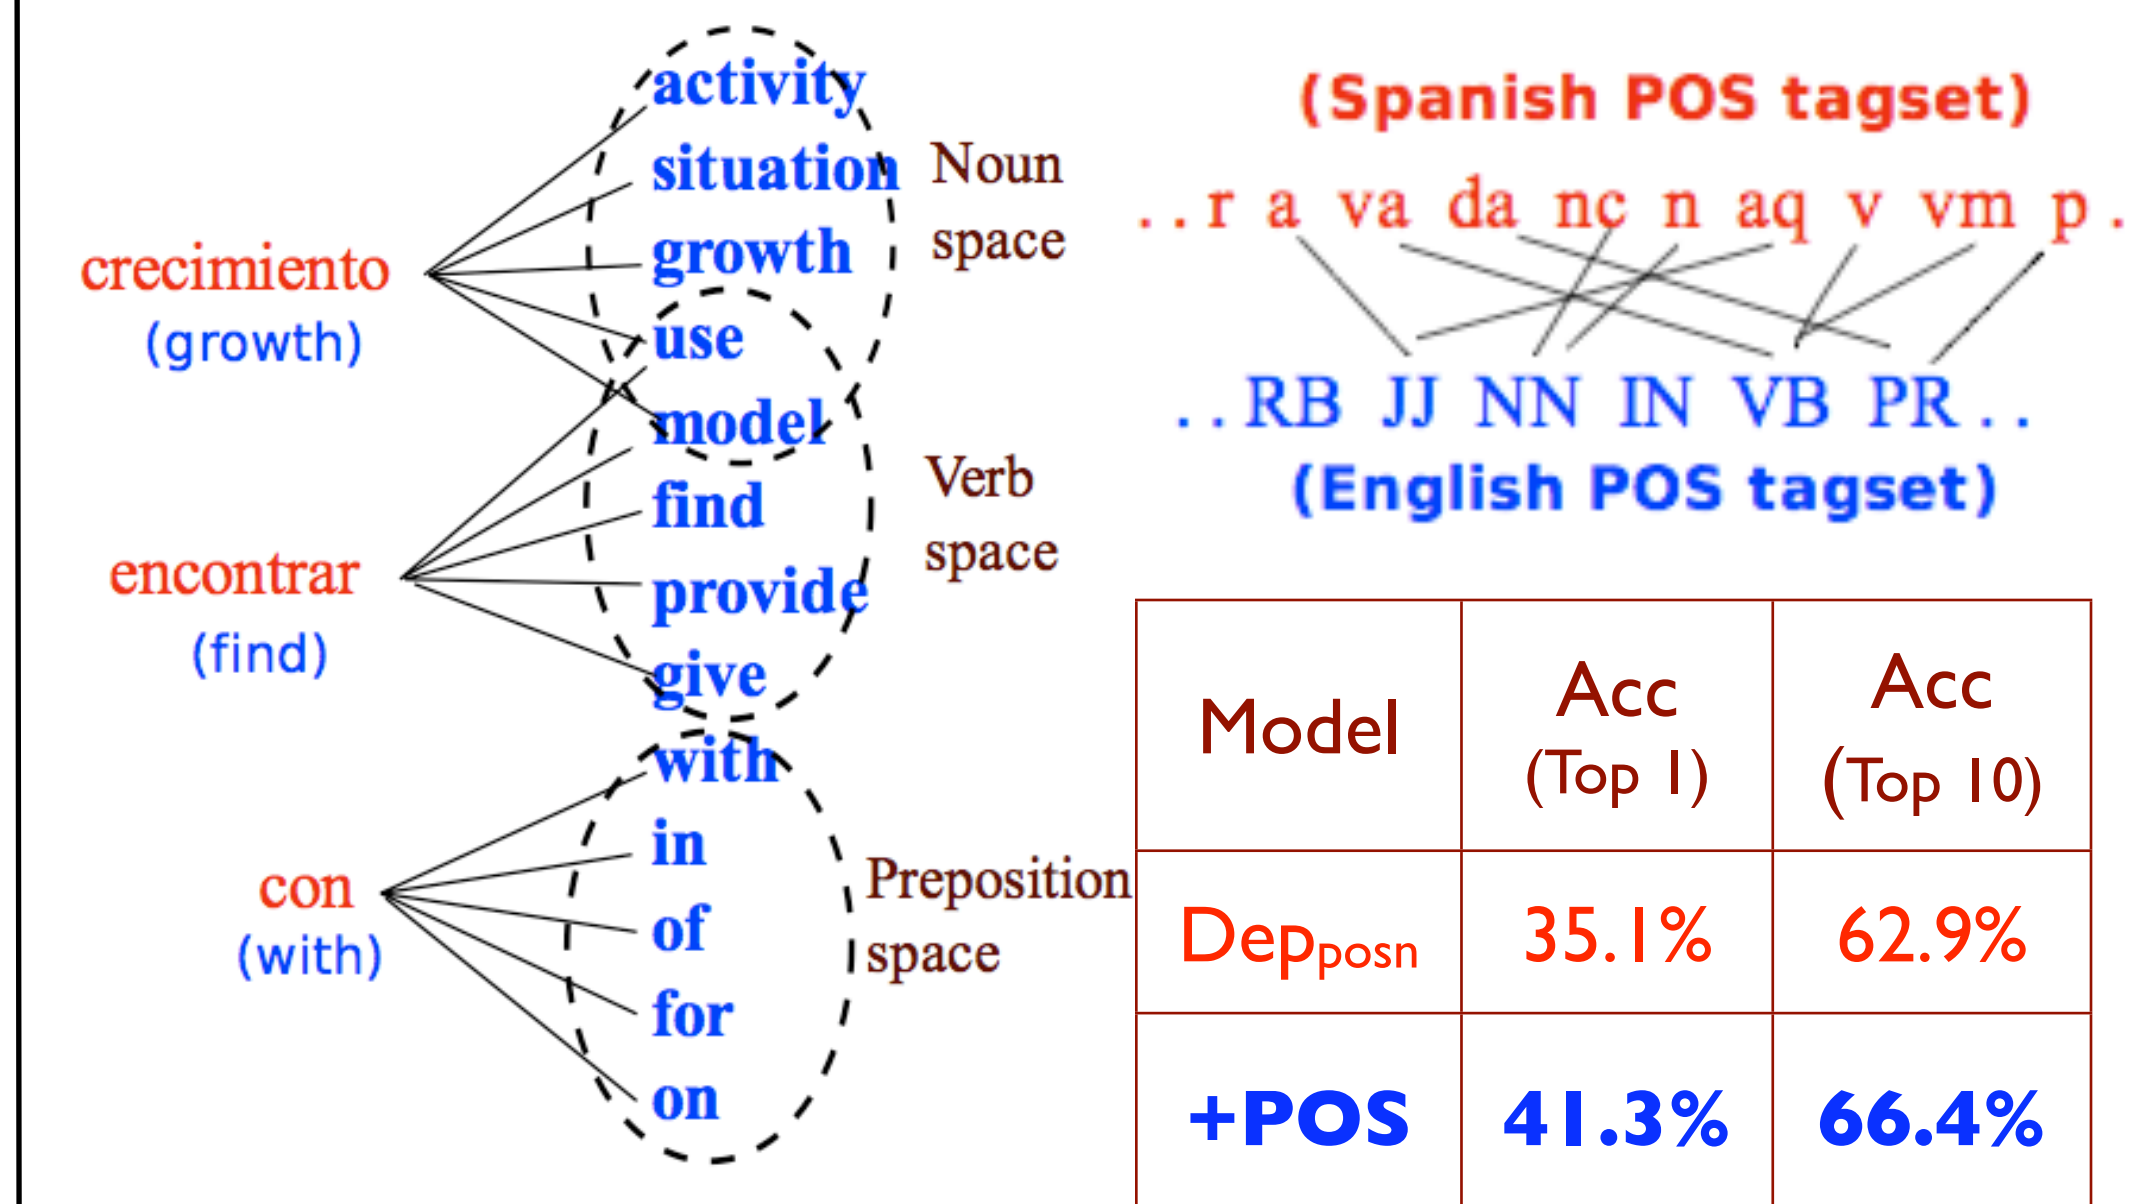 activity
situation
growth
use
model
find
provide
give
with
in
of
for
on
crecimiento
(growth)
encontrar
(find)
con
(with)
Noun
space
Verb
space
Preposition
space
(Spanish POS tagset)
. . r a va da nc n aq v vm p .
. . RB JJ NN IN VB PR . .
(English POS tagset)
Model Acc (Top 1) Acc (Top 10)
Depposn 35.1% 62.9%
+POS 41.3% 66.4%